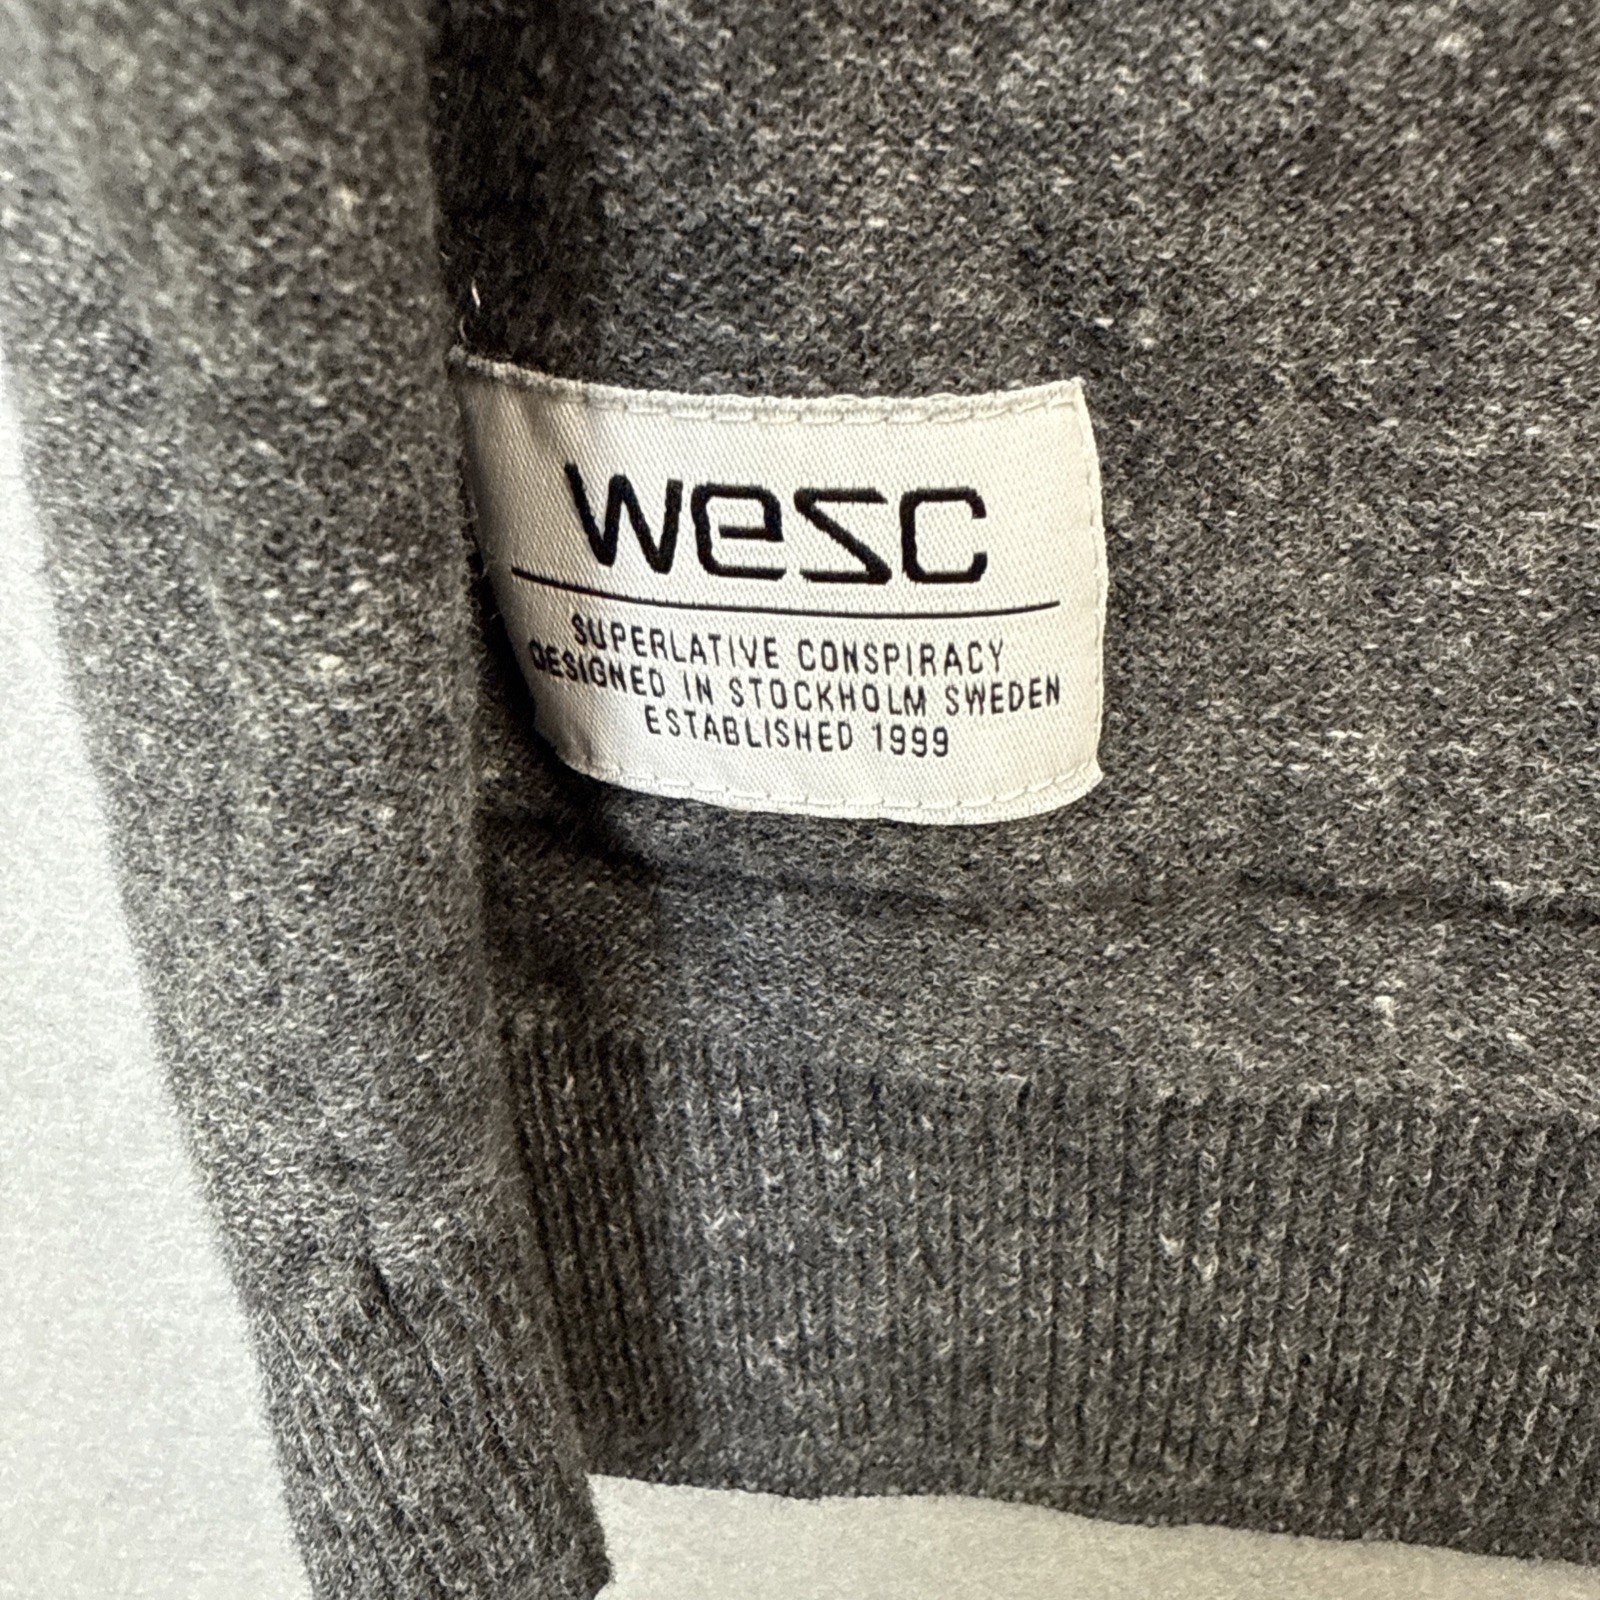 wesc
SUPERLATIVE CONSPIRACY
DESIGNED IN STOCKHOLM SWEDEN
ESTABLISHED 1999